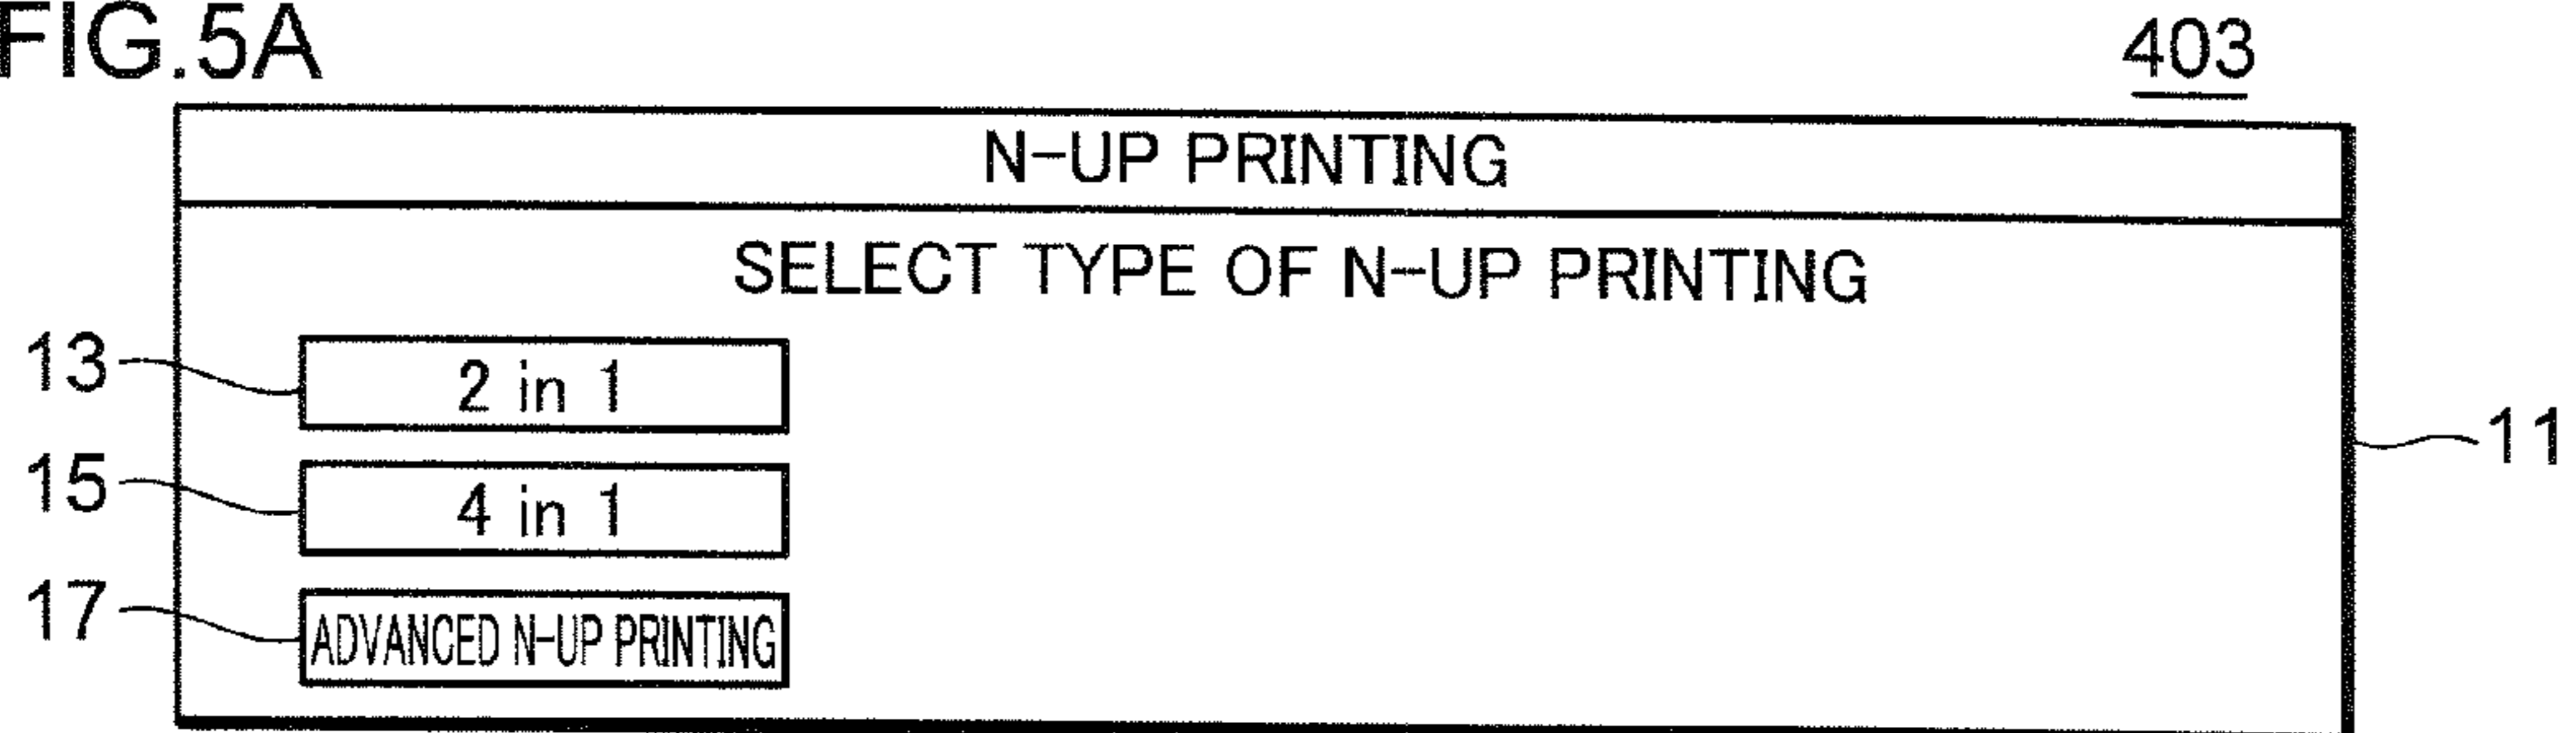 FIG.5A
403
N-UP PRINTING
SELECT TYPE OF N-UP PRINTING
13
2 in 1
11
15
4 in 1
17
ADVANCED N-UP PRINTING